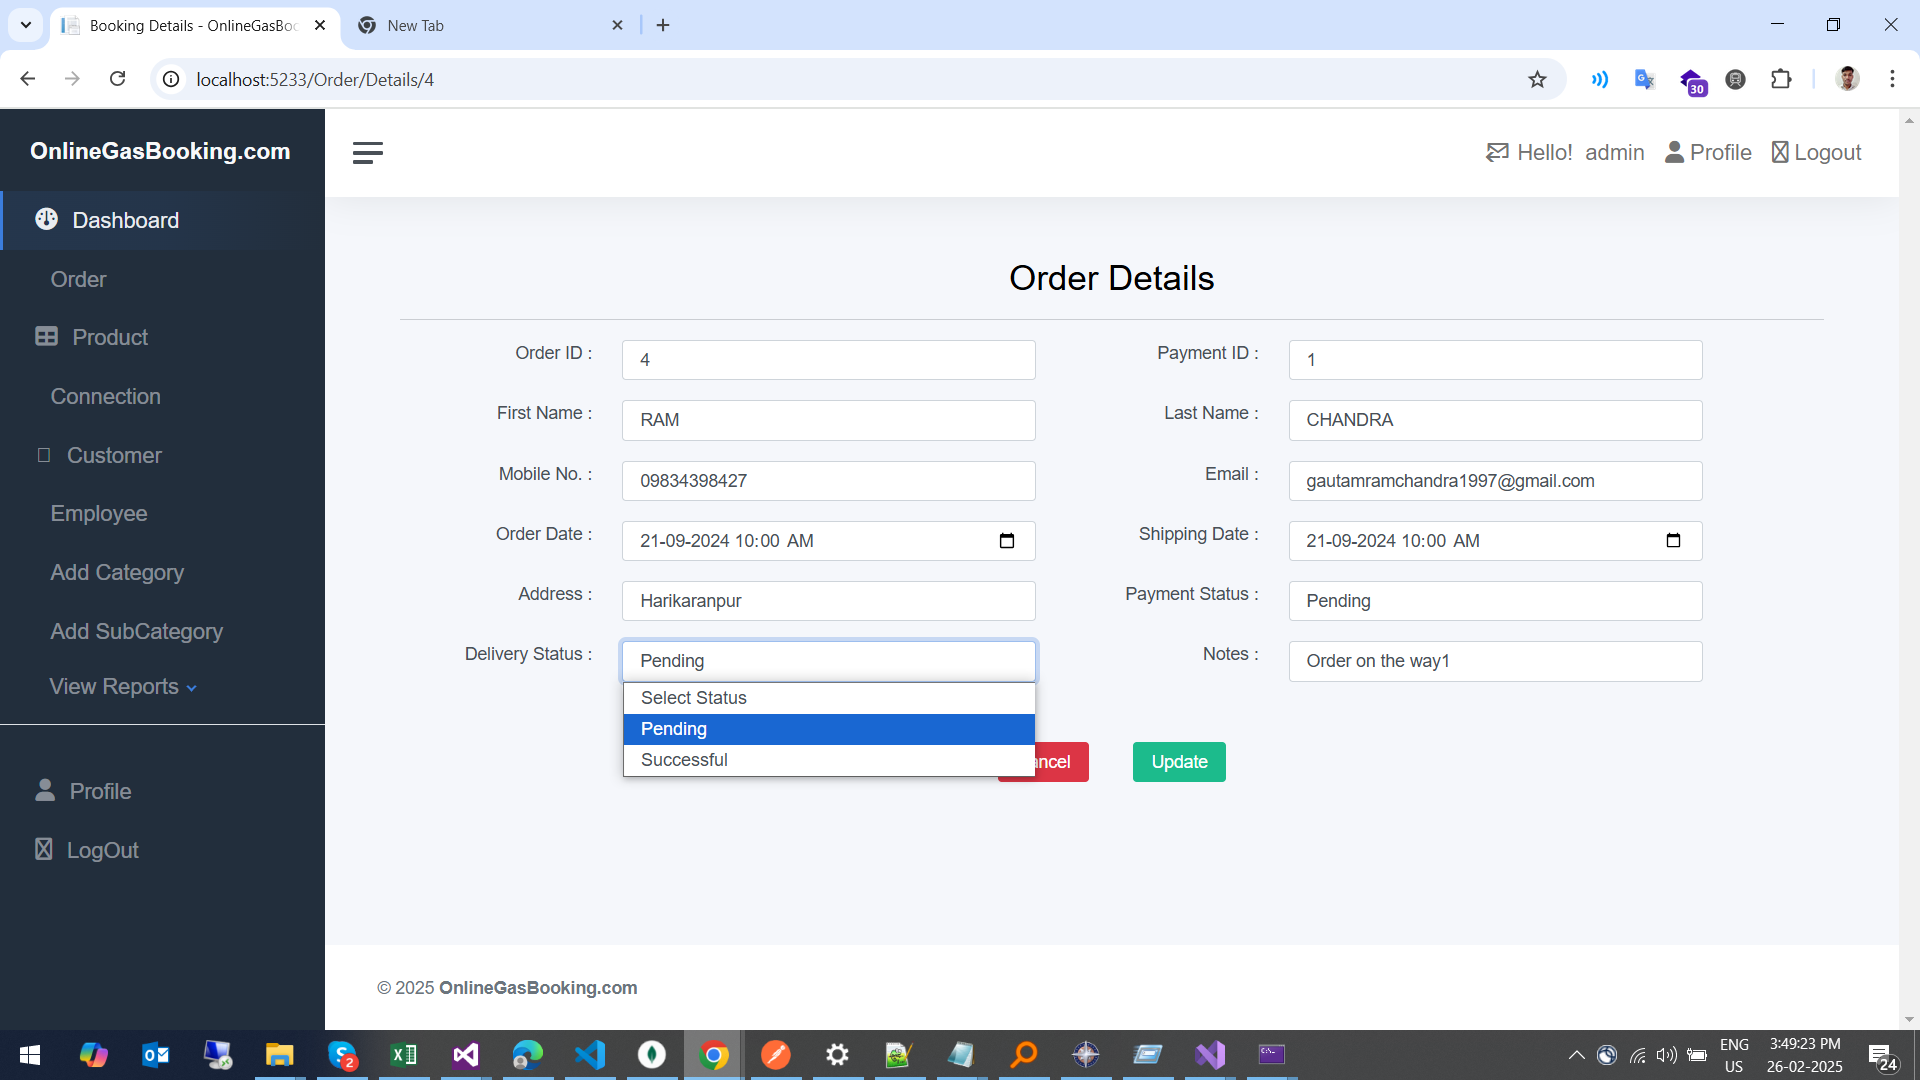 Booking Details - OnlineGasBoo
New Tab
localhost:5233/Order/Details/4
30
OnlineGasBooking.com
Hello! admin
Profile
Logout
Dashboard
Order
Product
Connection
Customer
Employee
Add Category
Add SubCategory
View Reports
Profile
LogOut
Order Details
Order ID : 4
Payment ID : 1
First Name : RAM
Last Name : CHANDRA
Mobile No. : 09834398427
Email : gautamramchandra1997@gmail.com
Order Date : 21-09-2024 10:00 AM
Shipping Date : 21-09-2024 10:00 AM
Address : Harikaranpur
Payment Status : Pending
Delivery Status : Pending
Notes : Order on the way1
Select Status
Pending
Successful
ancel
Update
© 2025 OnlineGasBooking.com
2
ENG
US
3:49:23 PM
26-02-2025
24